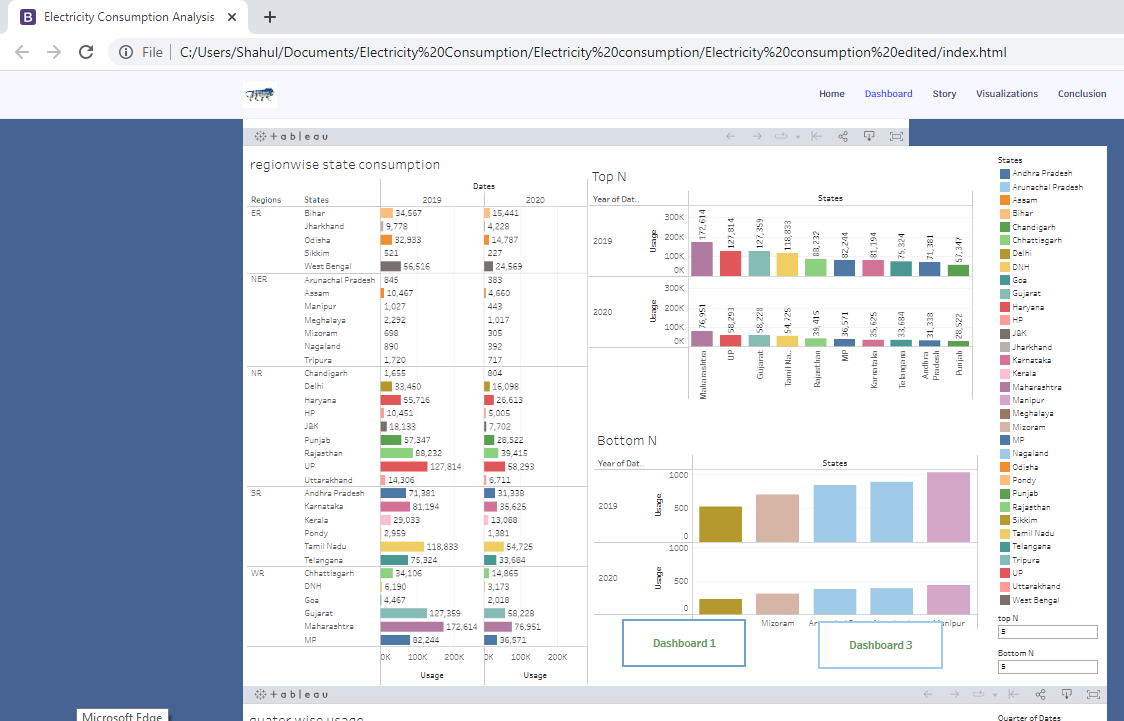 Electricity Consumption Analysis
File
C:/Users/Shahul/Documents/Electricity%20Consumption/Electricity%20consumption/Electricity%20consumption%20edited/index.html
Home Dashboard Story Visualizations Conclusion
+ a b l e a u
regionwise state consumption
Dates
Regions States 2019 2020
ER Bihar 34,567 15,441
Jharkhand 9,778 4,228
Odisha 32,933 14,787
Sikkim 521 227
West Bengal 56,516 24,569
NER Arunachal Pradesh 845 383
Assam 10,467 4,660
Manipur 1,027 443
Meghalaya 2,292 1,017
Mizoram 698 305
Nagaland 890 392
Tripura 1,720 717
NR Chandigarh 1,655 804
Delhi 33,450 16,098
Haryana 55,716 26,613
HP 10,451 5,005
J&K 18,133 7,702
Punjab 57,347 28,522
Rajasthan 88,232 39,415
UP 127,814 58,293
Uttarakhand 14,306 6,711
SR Andhra Pradesh 71,381 31,338
Karnataka 81,194 35,625
Kerala 29,033 13,088
Pondy 2,959 1,381
Tamil Nadu 118,833 54,725
Telangana 75,324 33,684
WR Chhattisgarh 34,106 14,865
DNH 6,190 3,173
Goa 4,467 2,018
Gujarat 127,359 58,228
Maharashtra 172,614 76,951
MP 82,244 36,571
0K 100K 200K 0K 100K 200K
Usage Usage
Top N
Year of Dat.. States
2019
Usage
300K
200K
100K
0K
172,614 127,814 127,359 118,833 88,232 82,244 81,194 75,324 71,381 57,347
2020
Usage
300K
200K
100K
0K
76,951 58,293 58,228 54,725 39,415 36,571 35,625 33,684 31,338 28,522
Maharashtra UP Gujarat Tamil Na.. Rajasthan MP Karnataka Telangana Andhra Pradesh Punjab
Bottom N
Year of Dat.. States
2019
Usage
1000
500
0
2020
Usage
1000
500
0
Mizoram
Dashboard 1 Dashboard 3
States
Andhra Pradesh
Arunachal Pradesh
Assam
Bihar
Chandigarh
Chhattisgarh
Delhi
DNH
Goa
Gujarat
Haryana
HP
J&K
Jharkhand
Karnataka
Kerala
Maharashtra
Manipur
Meghalaya
Mizoram
MP
Nagaland
Odisha
Pondy
Punjab
Rajasthan
Sikkim
Tamil Nadu
Telangana
Tripura
UP
Uttarakhand
West Bengal
top N
5
Bottom N
5
+ a b l e a u
quater wise usage
Quarter of Dates
Microsoft Edge